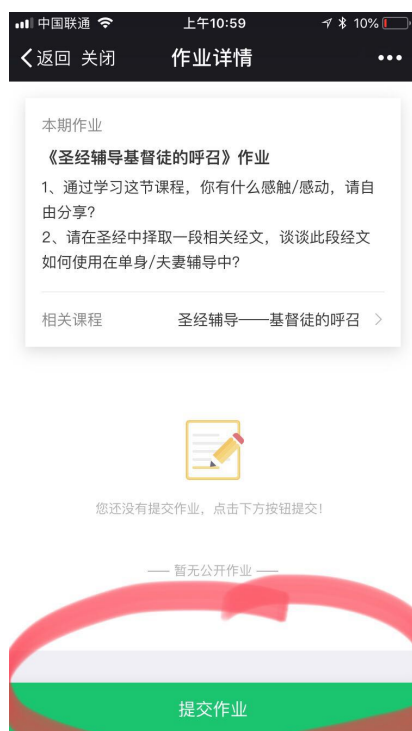 中国联通 上午10:59 10%
返回 关闭 作业详情
本期作业
《圣经辅导基督徒的呼召》作业
1、通过学习这节课程，你有什么感触/感动，请自
由分享?
2、请在圣经中择取一段相关经文，谈谈此段经文
如何使用在单身/夫妻辅导中?
相关课程 圣经辅导——基督徒的呼召
您还没有提交作业，点击下方按钮提交!
暂无公开作业
提交作业